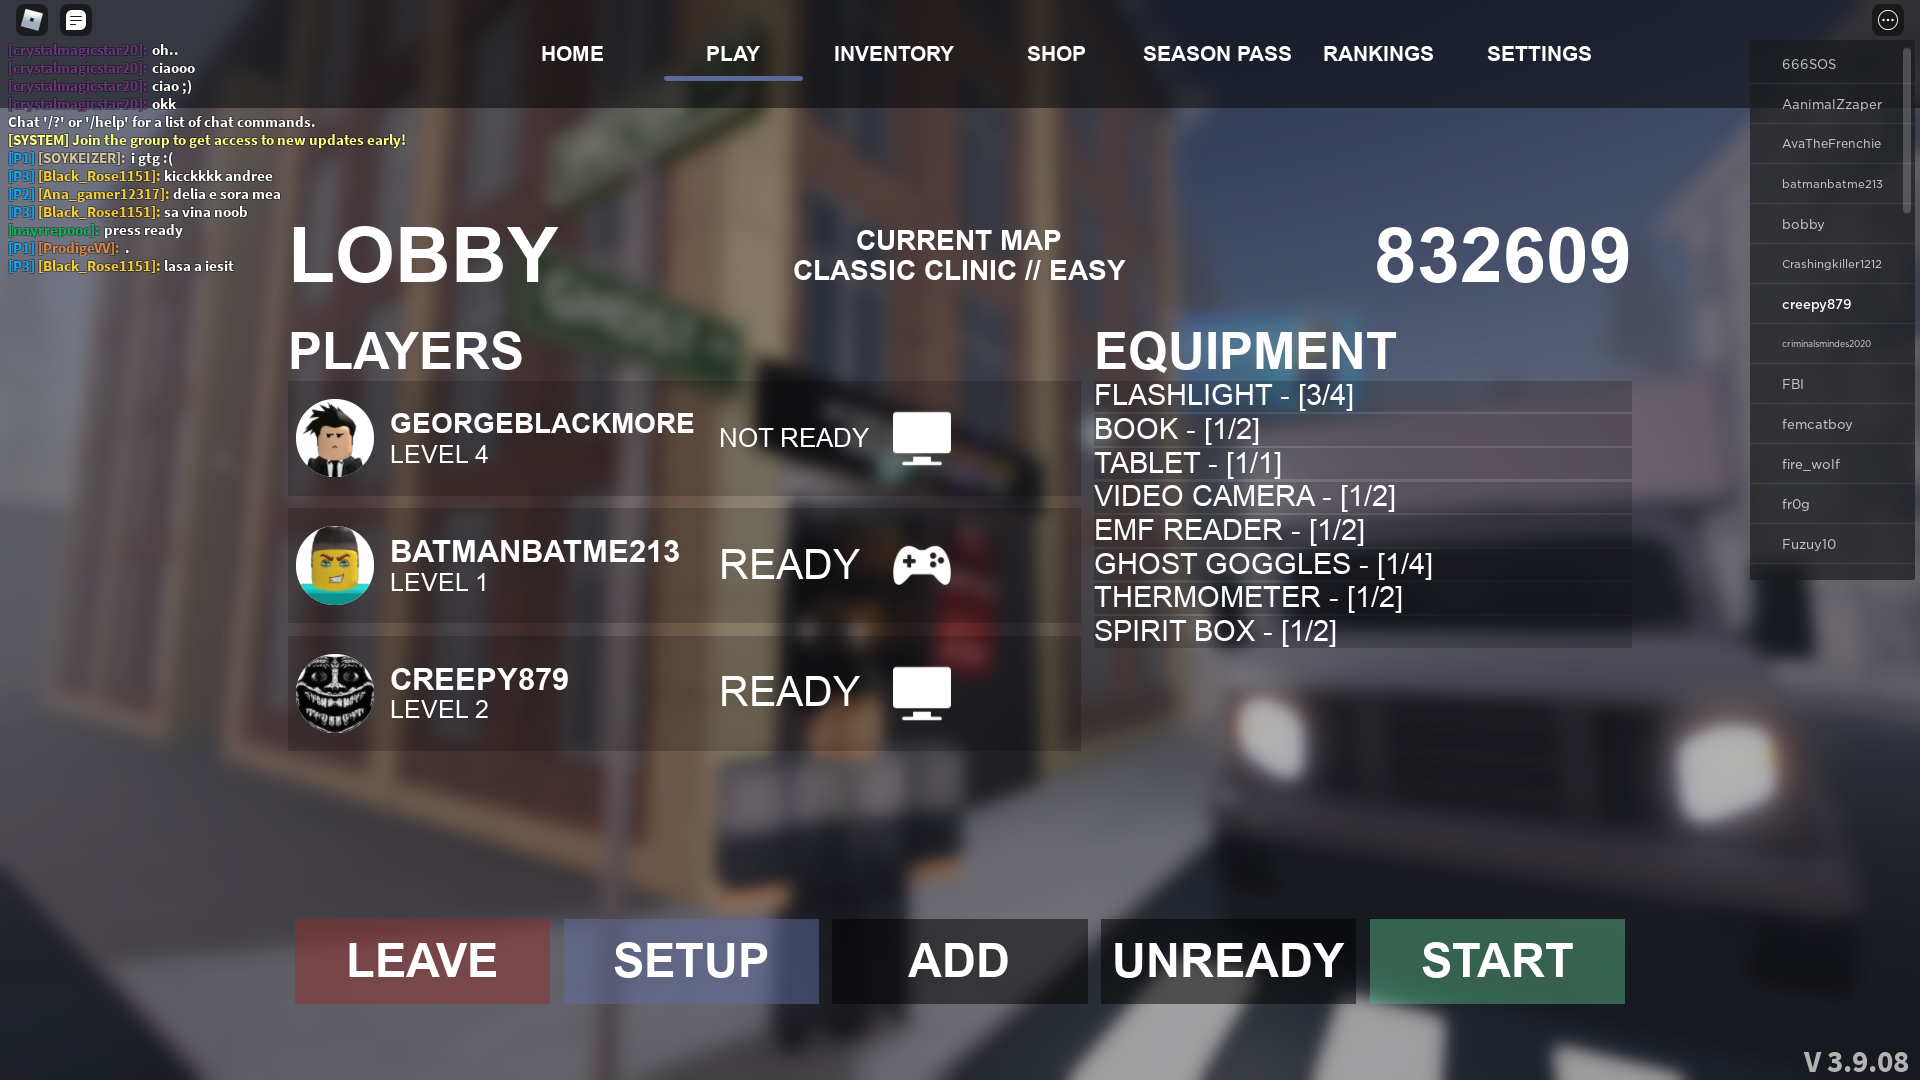 [crystalmagicstar20]: oh..
[crystalmagicstar20]: ciaooo
[crystalmagicstar20]: ciao ;)
[crystalmagicstar20]: okk
Chat '/?' or '/help' for a list of chat commands.
[SYSTEM] Join the group to get access to new updates early!
[P1] [SOYKEIZER]: i gtg :(
[P3] [Black_Rose1151]: kicckkkk andree
[P2] [Ana_gamer12317]: delia e sora mea
[P3] [Black_Rose1151]: sa vina noob
[nayrrepooc]: press ready
[P1] [ProdigeVV]: .
[P3] [Black_Rose1151]: lasa a iesit
HOME PLAY INVENTORY SHOP SEASON PASS RANKINGS SETTINGS
LOBBY
CURRENT MAP
CLASSIC CLINIC // EASY
832609
PLAYERS
GEORGEBLACKMORE
LEVEL 4
NOT READY
BATMANBATME213
LEVEL 1
READY
CREEPY879
LEVEL 2
READY
EQUIPMENT
FLASHLIGHT - [3/4]
BOOK - [1/2]
TABLET - [1/1]
VIDEO CAMERA - [1/2]
EMF READER - [1/2]
GHOST GOGGLES - [1/4]
THERMOMETER - [1/2]
SPIRIT BOX - [1/2]
666SOS
AanimalZzaper
AvaTheFrenchie
batmanbatme213
bobby
Crashingkiller1212
creepy879
criminalsmindes2020
FBI
femcatboy
fire_wolf
fr0g
Fuzuy10
GHOST
LEAVE SETUP ADD UNREADY START
V 3.9.08